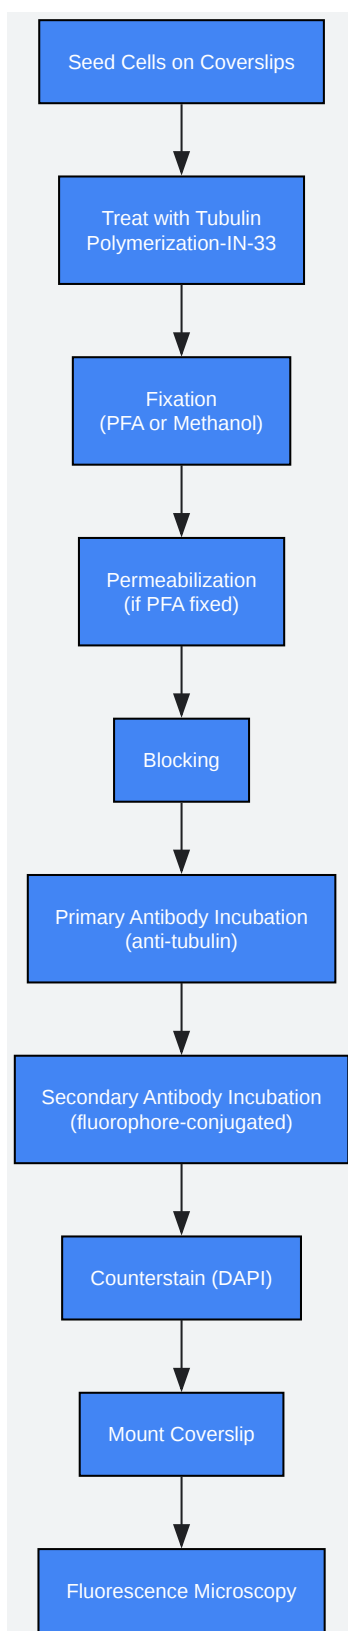 Seed Cells on Coverslips
Treat with Tubulin
Polymerization-IN-33
Fixation
(PFA or Methanol)
Permeabilization
(if PFA fixed)
Blocking
Primary Antibody Incubation
(anti-tubulin)
Secondary Antibody Incubation
(fluorophore-conjugated)
Counterstain (DAPI)
Mount Coverslip
Fluorescence Microscopy